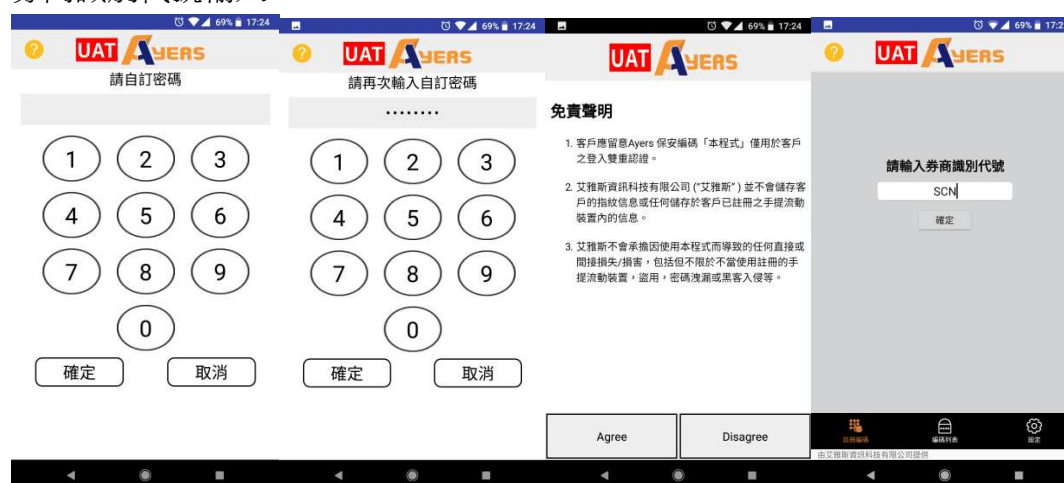 17:24
69%
UAT AYERS
請自訂密碼
1 2 3
4 5 6
7 8 9
0
確定 取消
69% 17:24
UAT AYERS
請再次輸入自訂密碼
........
1 2 3
4 5 6
7 8 9
0
確定 取消
69% 17:24
UAT AYERS
免責聲明
1. 客戶應留意Ayers 保安編碼「本程式」僅用於客戶
之登入雙重認證。
2. 艾雅斯資訊科技有限公司 ("艾雅斯" ) 並不會儲存客
戶的指紋信息或任何儲存於客戶已註冊之手提流動
裝置內的信息。
3. 艾雅斯不會承擔因使用本程式而導致的任何直接或
間接損失/損害，包括但不限於不當使用註冊的手
提流動裝置，盜用，密碼洩漏或黑客入侵等。
Agree Disagree
69% 17:2
UAT AYERS
請輸入券商識別代號
SCN
確定
註冊編碼 編碼列表 設定
由艾雅斯資訊科技有限公司提供